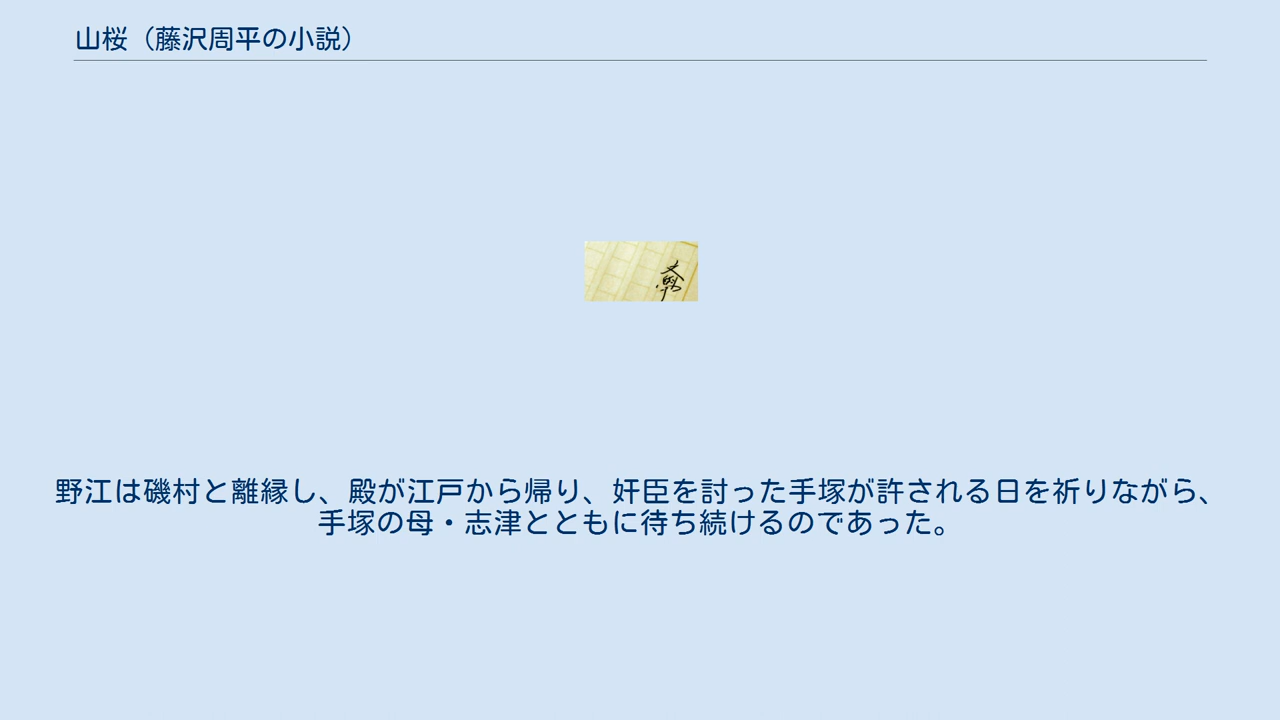 山桜（藤沢周平の小説）
野江は磯村と離縁し、殿が江戸から帰り、奸臣を討った手塚が許される日を祈りながら、
手塚の母・志津とともに待ち続けるのであった。